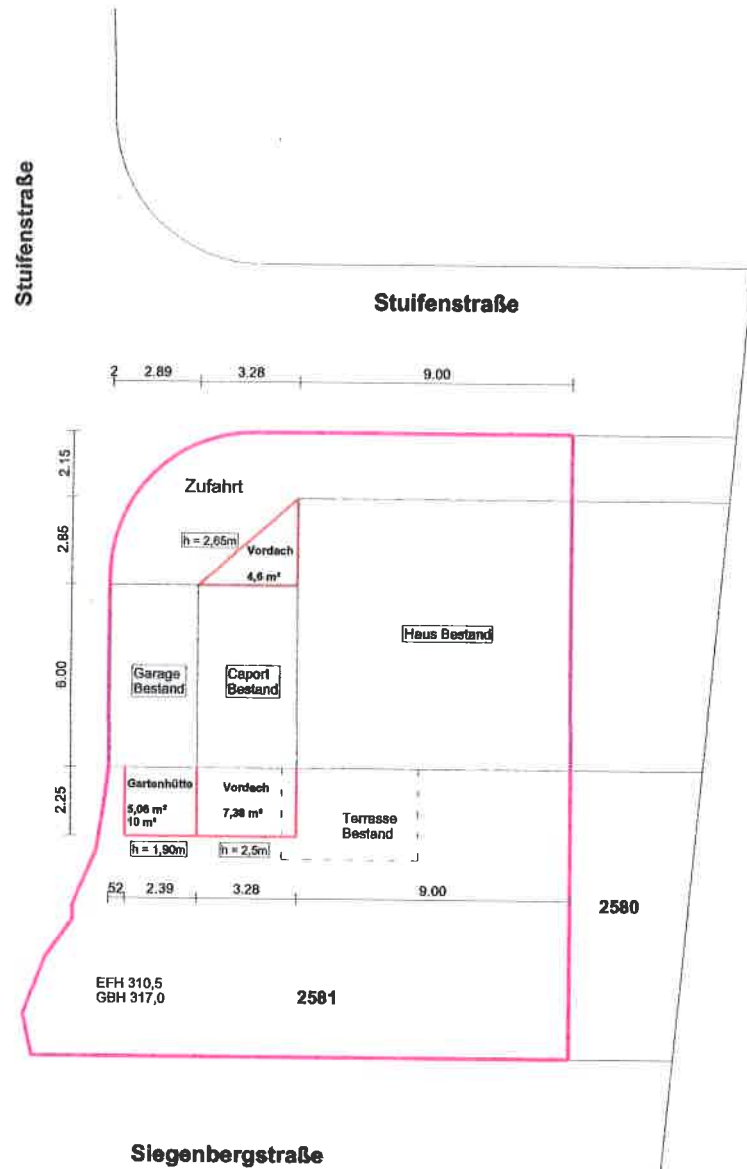 Stuifenstraße
Stuifenstraße
2 2.89 3.28 9.00
2.15
2.85
6.00
2.25
Zufahrt
h = 2,65m
Vordach
4,6 m²
Haus Bestand
Garage
Bestand
Caport
Bestand
Gartenhütte
5,06 m²
10 m³
Vordach
7,38 m²
Terrasse
Bestand
h = 1,90m
h = 2,5m
52 2.39 3.28 9.00
2580
EFH 310,5
GBH 317,0
2581
Siegenbergstraße